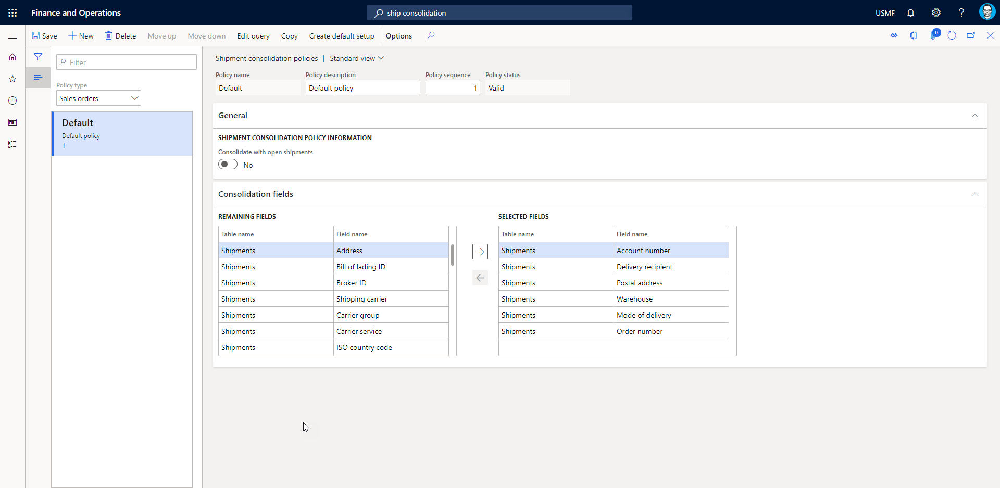 Finance and Operations
ship consolidation
USMF
Save
New
Delete
Move up
Move down
Edit query
Copy
Create default setup
Options
0
Filter
Policy type
Sales orders
Default
Default policy
1
Shipment consolidation policies | Standard view
Policy name
Policy description
Policy sequence
Policy status
Default
Default policy
1
Valid
General
SHIPMENT CONSOLIDATION POLICY INFORMATION
Consolidate with open shipments
No
Consolidation fields
REMAINING FIELDS
Table name Field name
Shipments Address
Shipments Bill of lading ID
Shipments Broker ID
Shipments Shipping carrier
Shipments Carrier group
Shipments Carrier service
Shipments ISO country code
SELECTED FIELDS
Table name Field name
Shipments Account number
Shipments Delivery recipient
Shipments Postal address
Shipments Warehouse
Shipments Mode of delivery
Shipments Order number